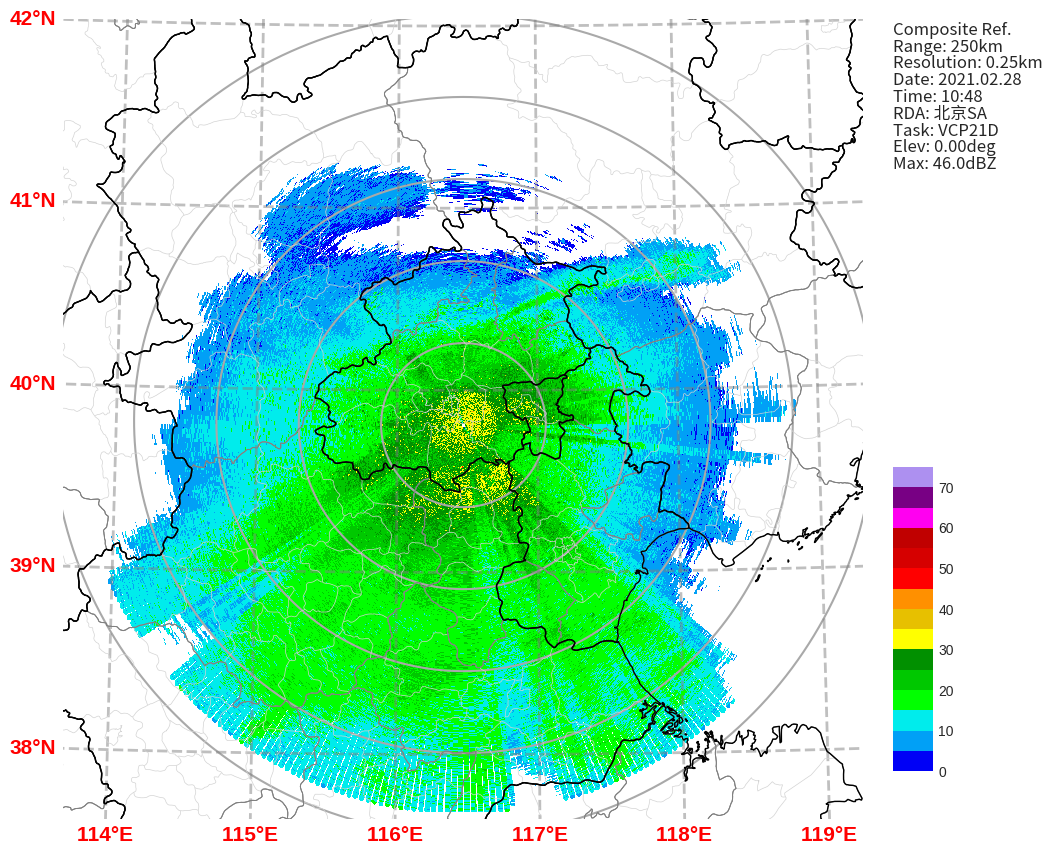 42°N
41°N
40°N
39°N
38°N
114°E
115°E
116°E
117°E
118°E
119°E
Composite Ref.
Range: 250km
Resolution: 0.25km
Date: 2021.02.28
Time: 10:48
RDA: 北京SA
Task: VCP21D
Elev: 0.00deg
Max: 46.0dBZ
70
60
50
40
30
20
10
0